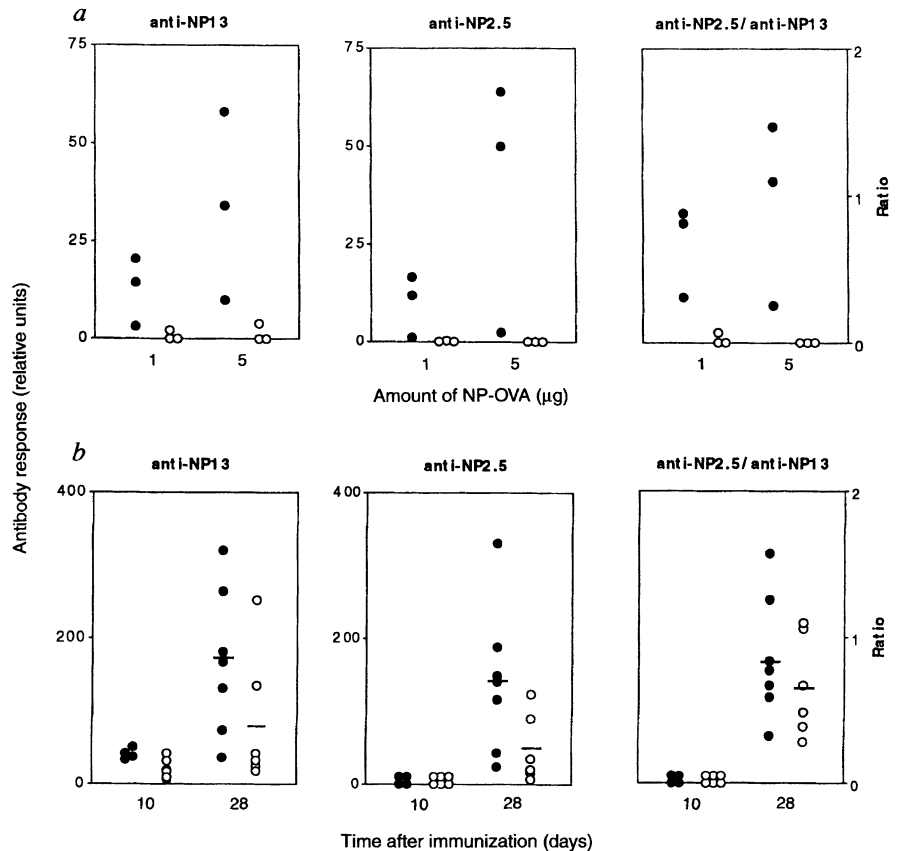 a
anti-NP13
anti-NP2.5
anti-NP2.5/anti-NP13
75
50
25
0
1
5
75
50
25
0
1
5
2
1
0
Ratio
1
5
Amount of NP-OVA (μg)
Antibody response (relative units)
b
anti-NP13
anti-NP2.5
anti-NP2.5/anti-NP13
400
200
0
10
28
400
200
0
10
28
2
1
0
Ratio
10
28
Time after immunization (days)